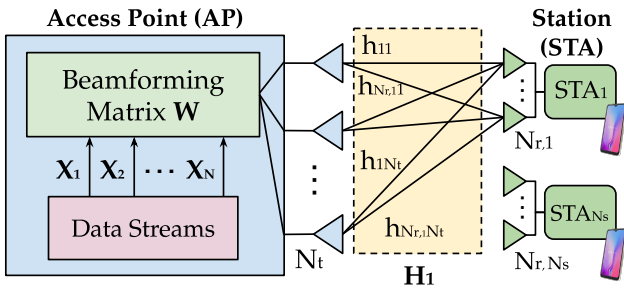 Access Point (AP)
Station
(STA)
Beamforming
Matrix W
X1 X2 ... XN
Data Streams
Nt
h11
hNr,11
h1Nt
hNr,1Nt
H1
STA1
Nr,1
STANs
Nr,Ns